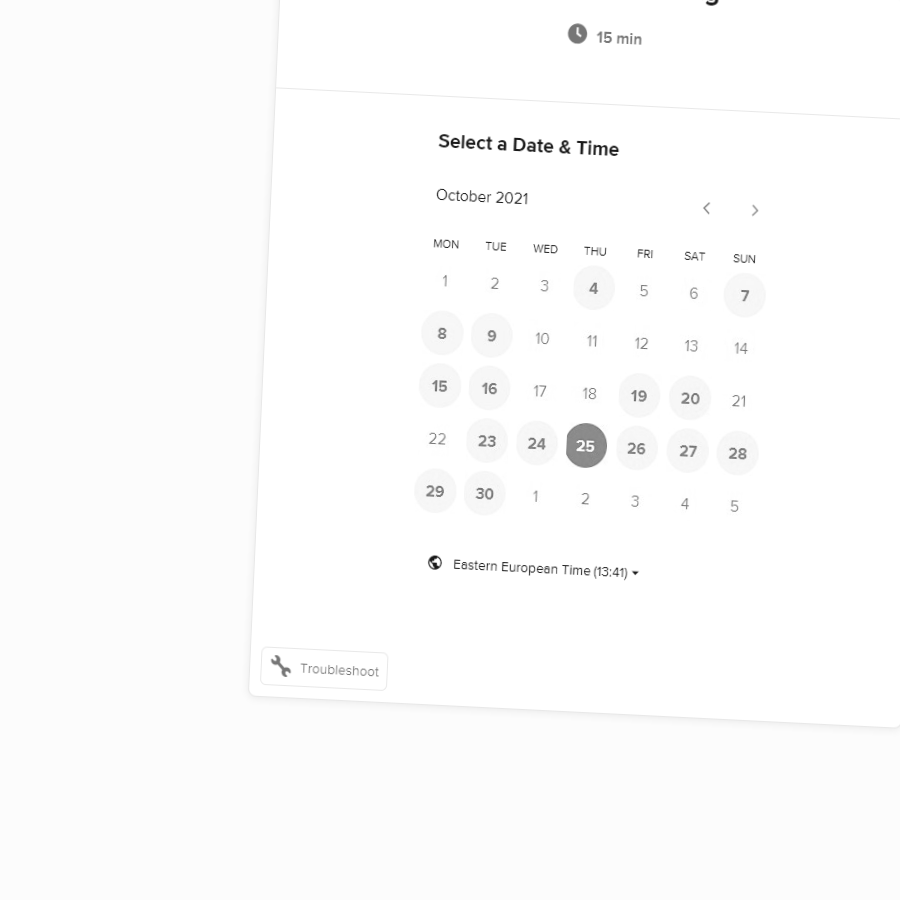 15 min
Select a Date & Time
October 2021
MON TUE WED THU FRI SAT SUN
1 2 3 4 5 6 7
8 9 10 11 12 13 14
15 16 17 18 19 20 21
22 23 24 25 26 27 28
29 30 1 2 3 4 5
Eastern European Time (13:41)
Troubleshoot